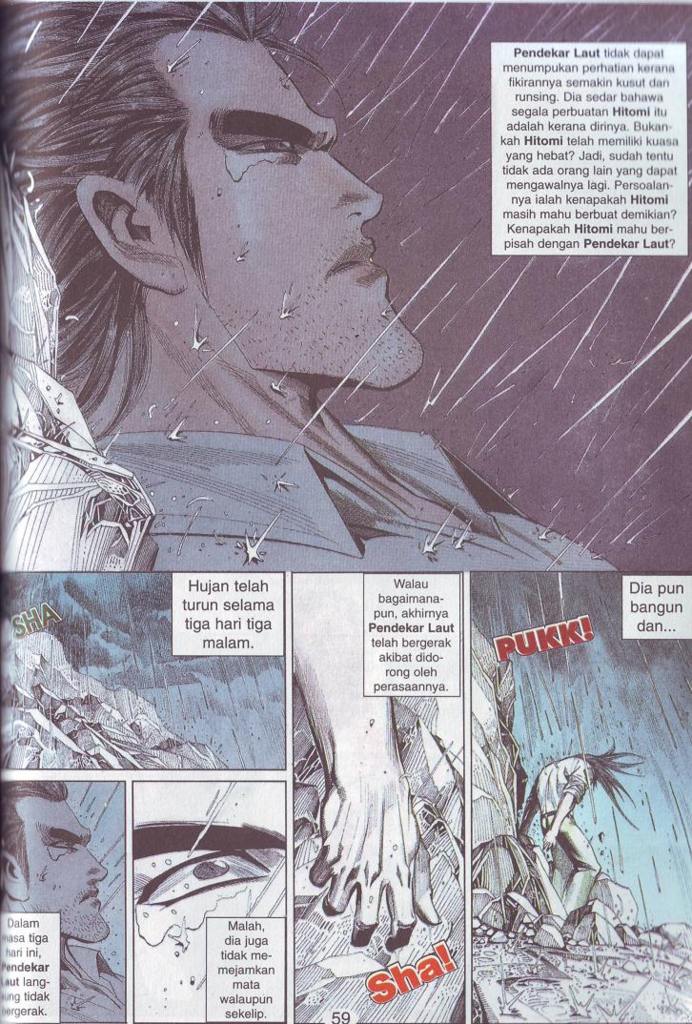 Pendekar Laut tidak dapat
menumpukan perhatian kerana
fikirannya semakin kusut dan
runsing. Dia sedar bahawa
segala perbuatan Hitomi itu
adalah kerana dirinya. Bukan-
kah Hitomi telah memiliki kuasa
yang hebat? Jadi, sudah tentu
tidak ada orang lain yang dapat
mengawalnya lagi. Persoalan-
nya ialah kenapakah Hitomi
masih mahu berbuat demikian?
Kenapakah Hitomi mahu ber-
pisah dengan Pendekar Laut?
SHA
Hujan telah
turun selama
tiga hari tiga
malam.
Dalam
masa tiga
hari ini,
Pendekar
Laut lang-
sung tidak
bergerak.
Malah,
dia juga
tidak me-
mejamkan
mata
walaupun
sekelip.
Walau
bagaimana-
pun, akhirnya
Pendekar Laut
telah bergerak
akibat dido-
rong oleh
perasaannya.
Sha!
Dia pun
bangun
dan...
PUKK!
59